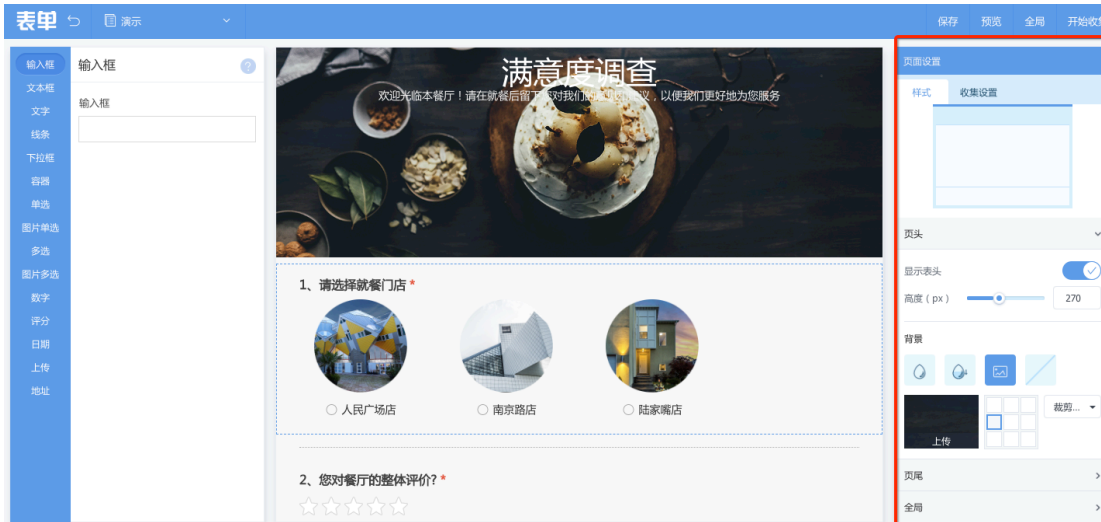 表单 演示 保存 预览 全局 开始收集
输入框
文本框
文字
线条
下拉框
容器
单选
图片单选
多选
图片多选
数字
评分
日期
上传
地址
输入框 ?
输入框
满意度调查
欢迎光临本餐厅！请在就餐后留下您对我们的意见建议，以便我们更好地为您服务
1、请选择就餐门店 *
人民广场店 南京路店 陆家嘴店
2、您对餐厅的整体评价? *
页面设置
样式 收集设置
页头
显示表头
高度（px） 270
背景
上传 裁剪...
页尾
全局